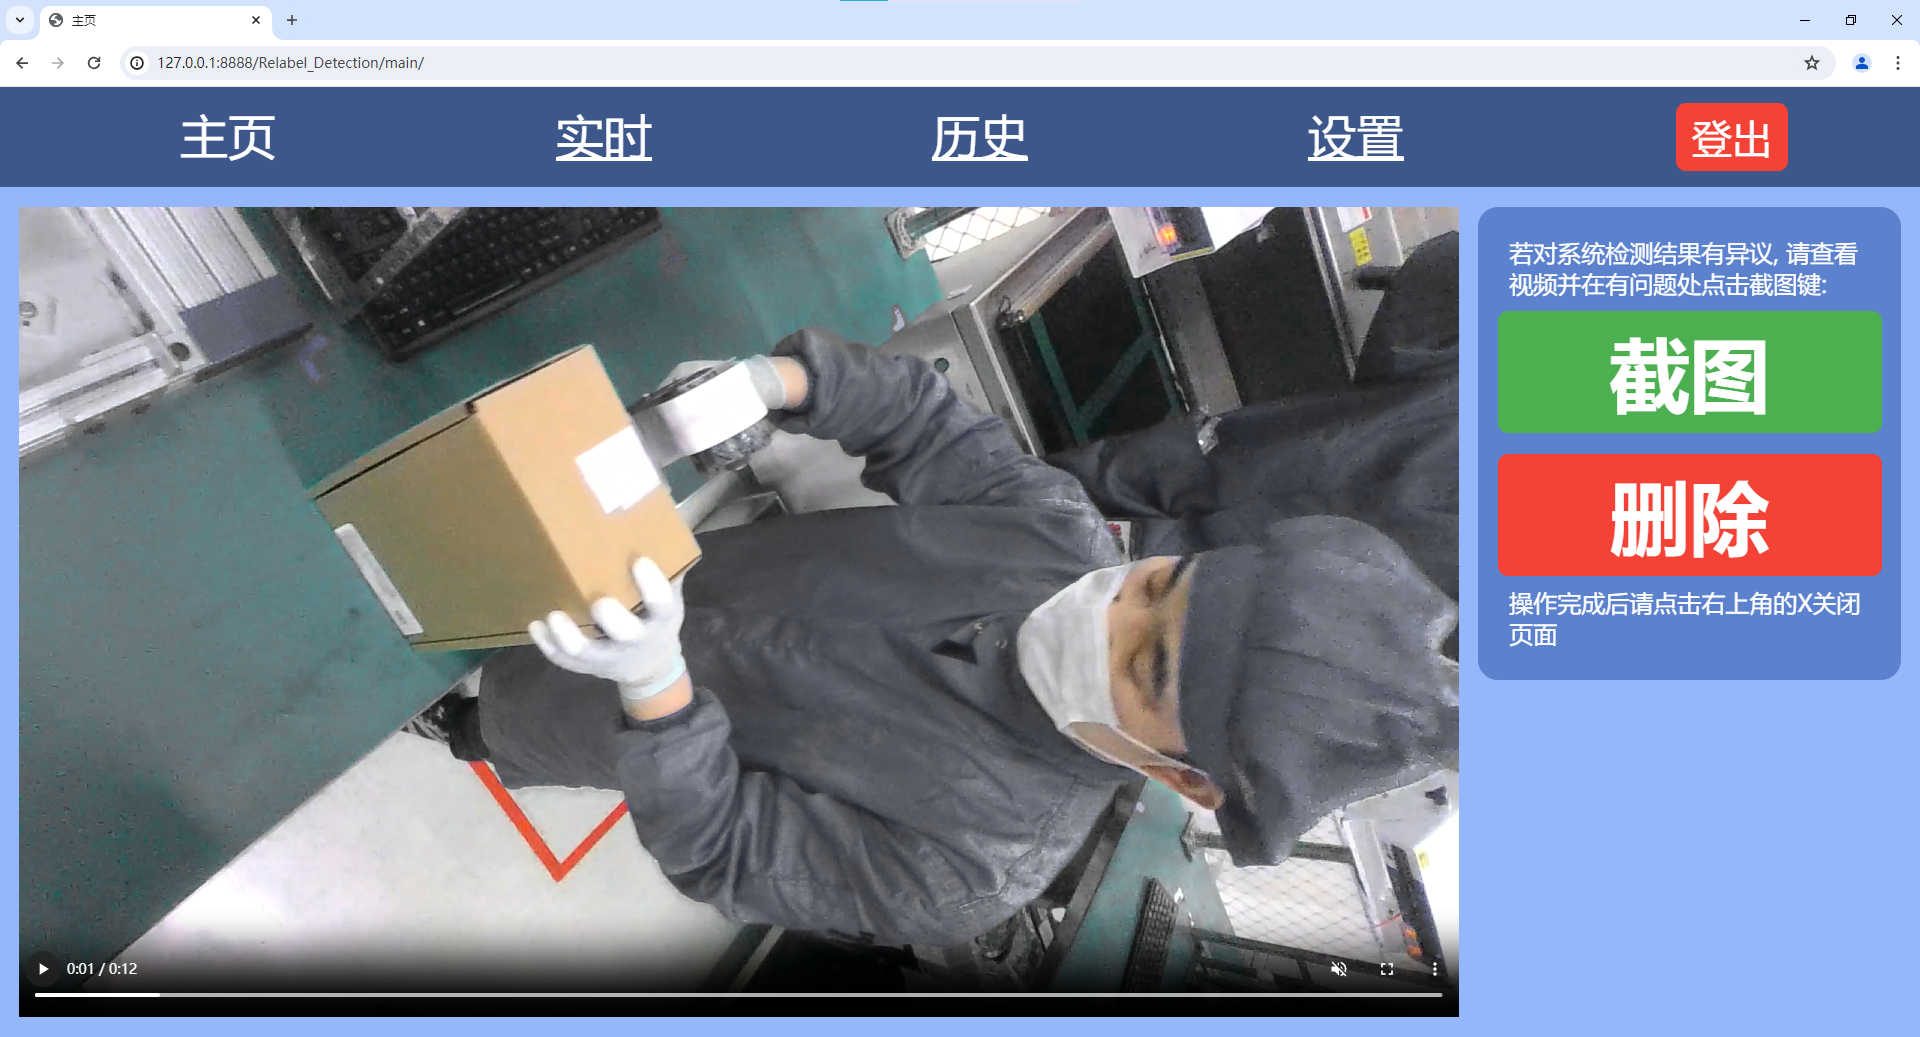 主页
127.0.0.1:8888/Relabel_Detection/main/
主页
实时
历史
设置
登出
若对系统检测结果有异议, 请查看
视频并在有问题处点击截图键:
截图
删除
操作完成后请点击右上角的X关闭
页面
0:01 / 0:12